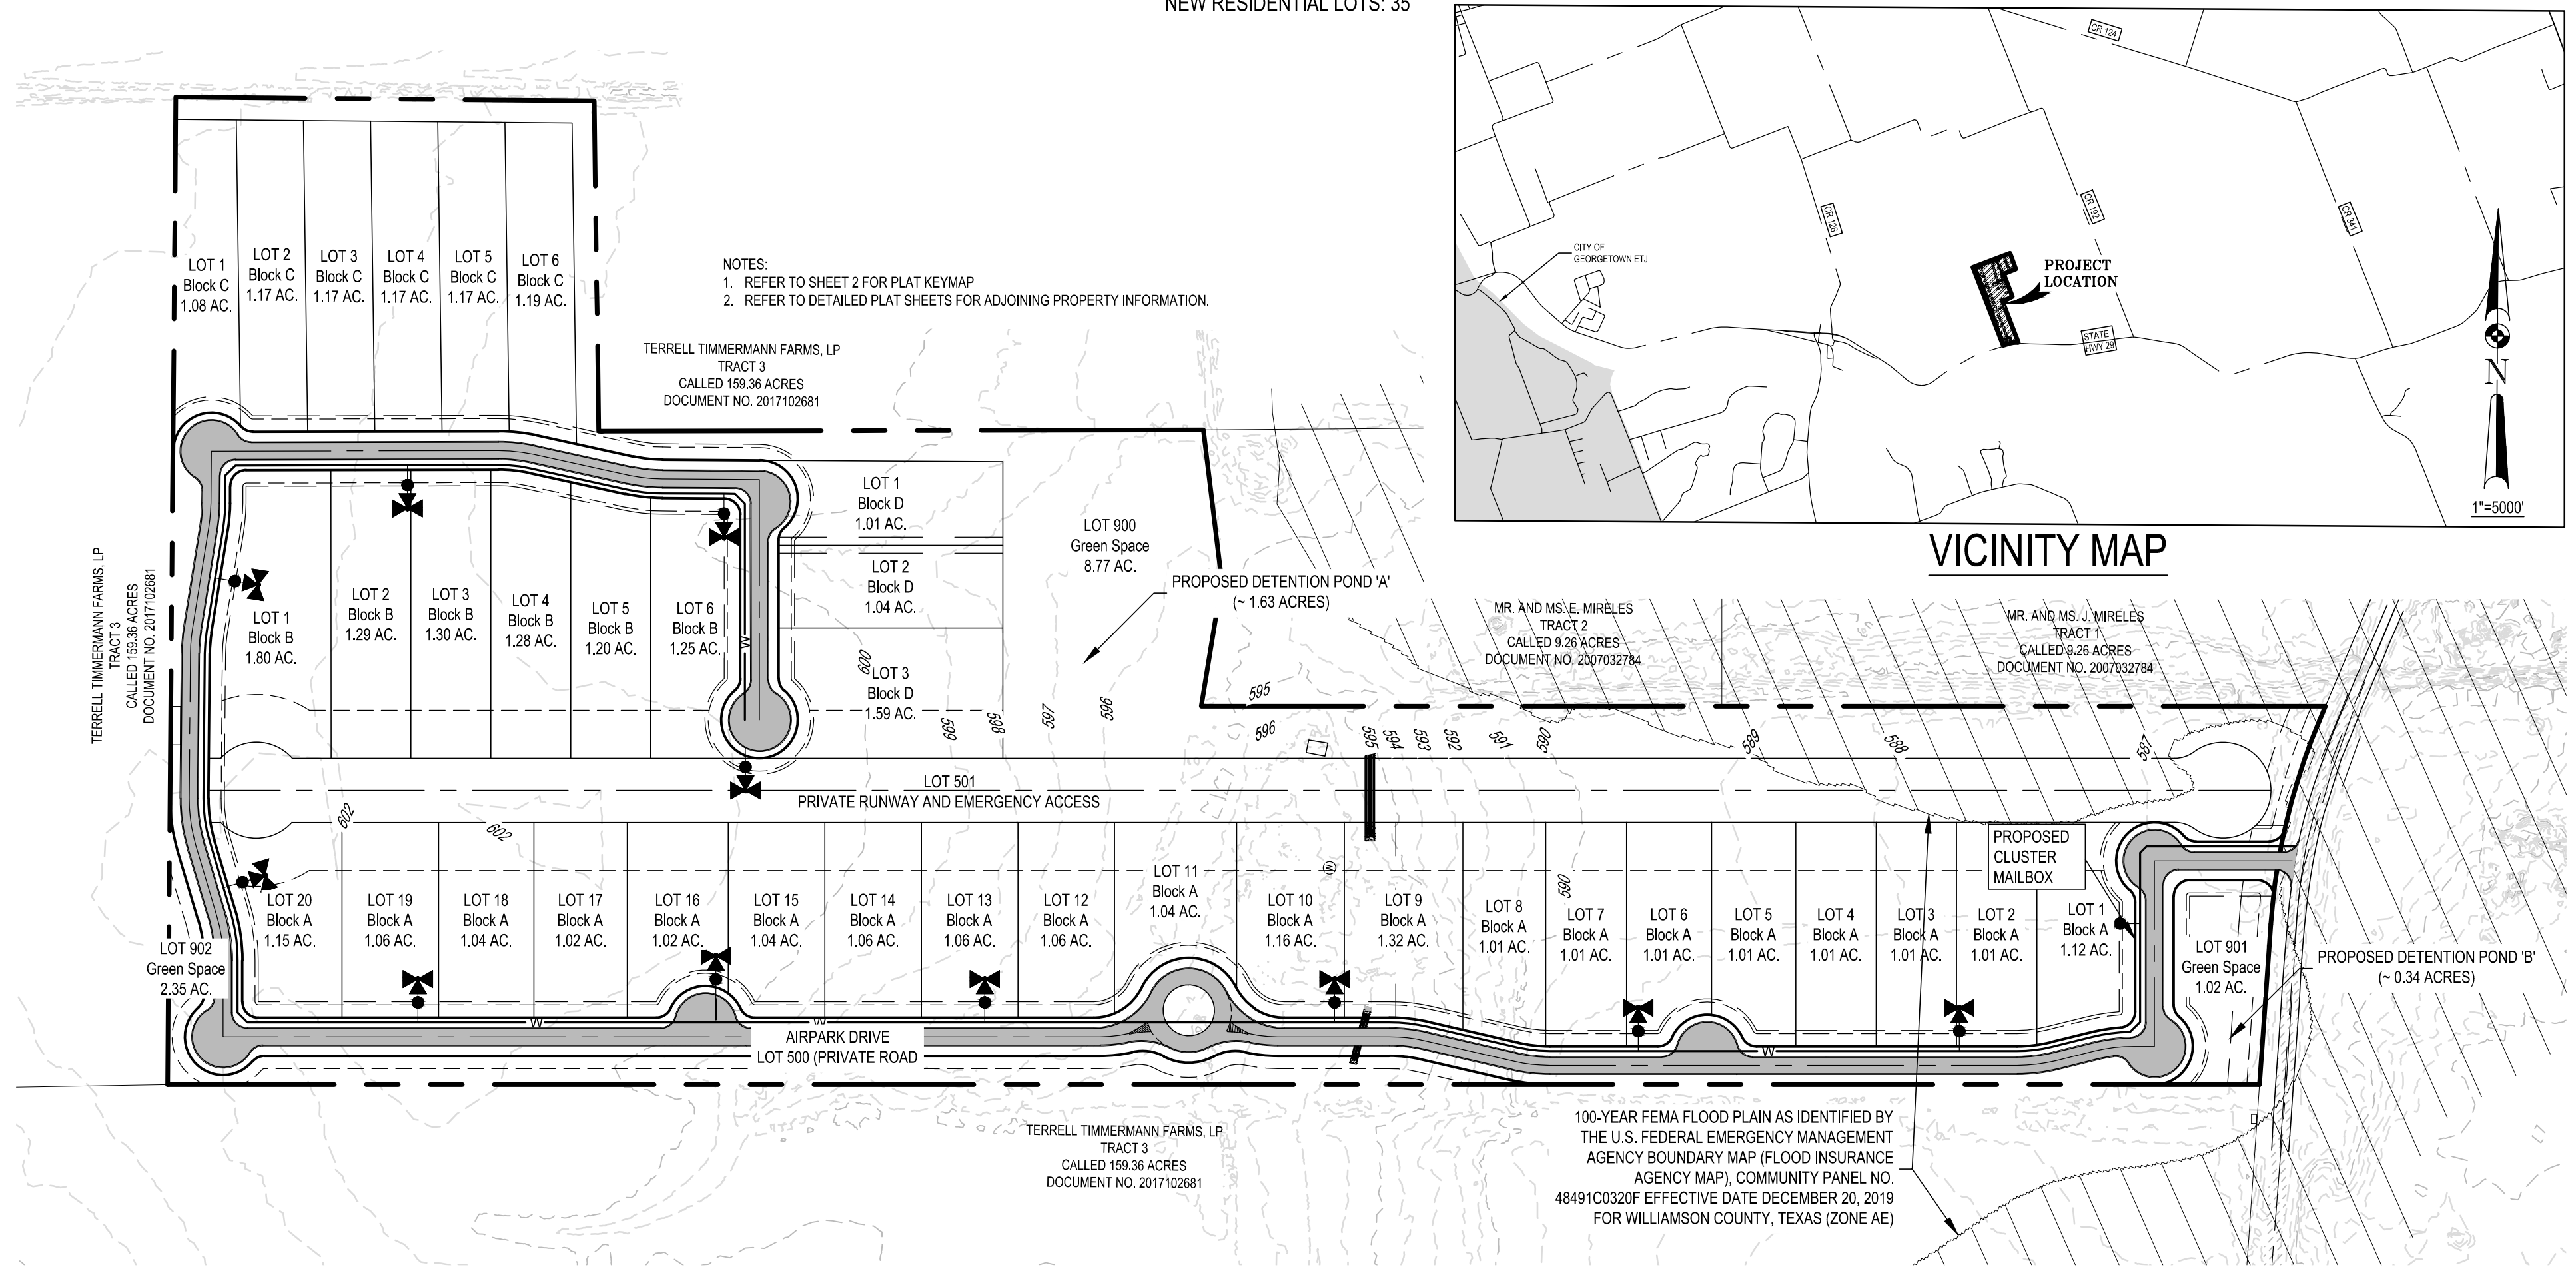 NEW RESIDENTIAL LOTS: 35
CR 124
CR 126
CR 192
CR 341
CITY OF
GEORGETOWN ETJ
PROJECT
LOCATION
STATE
HWY 29
N
1"=5000'
VICINITY MAP
NOTES:
1. REFER TO SHEET 2 FOR PLAT KEYMAP
2. REFER TO DETAILED PLAT SHEETS FOR ADJOINING PROPERTY INFORMATION.
LOT 1
Block C
1.08 AC.
LOT 2
Block C
1.17 AC.
LOT 3
Block C
1.17 AC.
LOT 4
Block C
1.17 AC.
LOT 5
Block C
1.17 AC.
LOT 6
Block C
1.19 AC.
TERRELL TIMMERMANN FARMS, LP
TRACT 3
CALLED 159.36 ACRES
DOCUMENT NO. 2017102681
TERRELL TIMMERMANN FARMS, LP
TRACT 3
CALLED 159.36 ACRES
DOCUMENT NO. 2017102681
LOT 1
Block B
1.80 AC.
LOT 2
Block B
1.29 AC.
LOT 3
Block B
1.30 AC.
LOT 4
Block B
1.28 AC.
LOT 5
Block B
1.20 AC.
LOT 6
Block B
1.25 AC.
W
LOT 1
Block D
1.01 AC.
LOT 2
Block D
1.04 AC.
LOT 3
Block D
1.59 AC.
LOT 900
Green Space
8.77 AC.
PROPOSED DETENTION POND 'A'
(~ 1.63 ACRES)
MR. AND MS. E. MIRELES
TRACT 2
CALLED 9.26 ACRES
DOCUMENT NO. 2007032784
MR. AND MS. J. MIRELES
TRACT 1
CALLED 9.26 ACRES
DOCUMENT NO. 2007032784
600
599
598
597
596
595
596
595
594
593
592
591
590
589
588
587
LOT 501
PRIVATE RUNWAY AND EMERGENCY ACCESS
602
602
590
W
PROPOSED
CLUSTER
MAILBOX
LOT 20
Block A
1.15 AC.
LOT 19
Block A
1.06 AC.
LOT 18
Block A
1.04 AC.
LOT 17
Block A
1.02 AC.
LOT 16
Block A
1.02 AC.
LOT 15
Block A
1.04 AC.
LOT 14
Block A
1.06 AC.
LOT 13
Block A
1.06 AC.
LOT 12
Block A
1.06 AC.
LOT 11
Block A
1.04 AC.
LOT 10
Block A
1.16 AC.
LOT 9
Block A
1.32 AC.
LOT 8
Block A
1.01 AC.
LOT 7
Block A
1.01 AC.
LOT 6
Block A
1.01 AC.
LOT 5
Block A
1.01 AC.
LOT 4
Block A
1.01 AC.
LOT 3
Block A
1.01 AC.
LOT 2
Block A
1.01 AC.
LOT 1
Block A
1.12 AC.
LOT 902
Green Space
2.35 AC.
LOT 901
Green Space
1.02 AC.
PROPOSED DETENTION POND 'B'
(~ 0.34 ACRES)
W
W
W
AIRPARK DRIVE
LOT 500 (PRIVATE ROAD
TERRELL TIMMERMANN FARMS, LP
TRACT 3
CALLED 159.36 ACRES
DOCUMENT NO. 2017102681
100-YEAR FEMA FLOOD PLAIN AS IDENTIFIED BY
THE U.S. FEDERAL EMERGENCY MANAGEMENT
AGENCY BOUNDARY MAP (FLOOD INSURANCE
AGENCY MAP), COMMUNITY PANEL NO.
48491C0320F EFFECTIVE DATE DECEMBER 20, 2019
FOR WILLIAMSON COUNTY, TEXAS (ZONE AE)